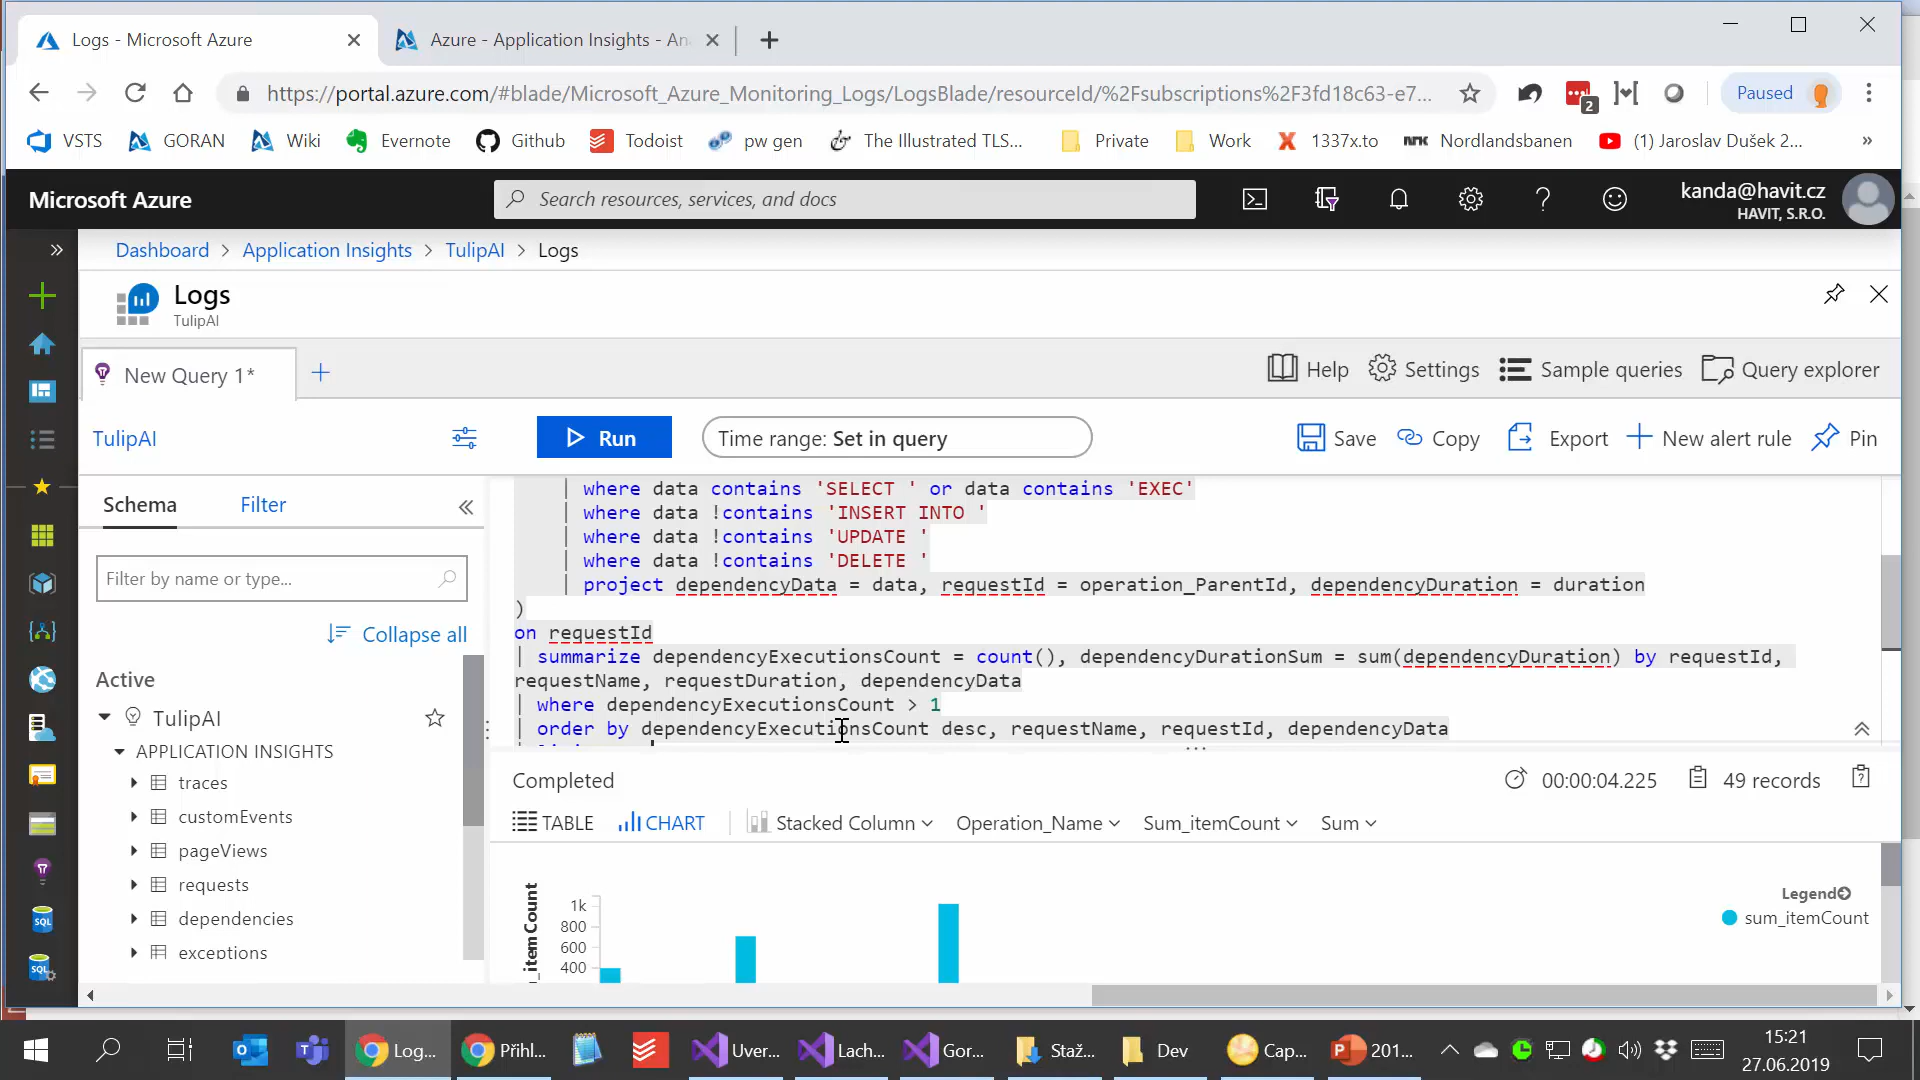 Logs - Microsoft Azure
Azure - Application Insights - An
https://portal.azure.com/#blade/Microsoft_Azure_Monitoring_Logs/LogsBlade/resourceId/%2Fsubscriptions%2F3fd18c63-e7...
2
Paused
VSTS
GORAN
Wiki
Evernote
Github
Todoist
pw gen
The Illustrated TLS...
Private
Work
1337x.to
NRK Nordlandsbanen
(1) Jaroslav Dušek 2...
»
Microsoft Azure
Search resources, services, and docs
kanda@havit.cz
HAVIT, S.R.O.
Dashboard > Application Insights > TulipAI > Logs
Logs
TulipAI
New Query 1*
Help
Settings
Sample queries
Query explorer
TulipAI
Run
Time range: Set in query
Save
Copy
Export
New alert rule
Pin
Schema
Filter
Filter by name or type...
Collapse all
Active
TulipAI
APPLICATION INSIGHTS
traces
customEvents
pageViews
requests
dependencies
exceptions
| where data contains 'SELECT ' or data contains 'EXEC'
| where data !contains 'INSERT INTO '
| where data !contains 'UPDATE '
| where data !contains 'DELETE '
| project dependencyData = data, requestId = operation_ParentId, dependencyDuration = duration
)
on requestId
| summarize dependencyExecutionsCount = count(), dependencyDurationSum = sum(dependencyDuration) by requestId,
requestName, requestDuration, dependencyData
| where dependencyExecutionsCount > 1
| order by dependencyExecutionsCount desc, requestName, requestId, dependencyData
Completed
00:00:04.225
49 records
TABLE
CHART
Stacked Column
Operation_Name
Sum_itemCount
Sum
_itemCount
1k
800
600
400
Legend
sum_itemCount
SQL
SQL
Log...
Přihl...
Uver...
Lach...
Gor...
Staž...
Dev
Cap...
201...
15:21
27.06.2019